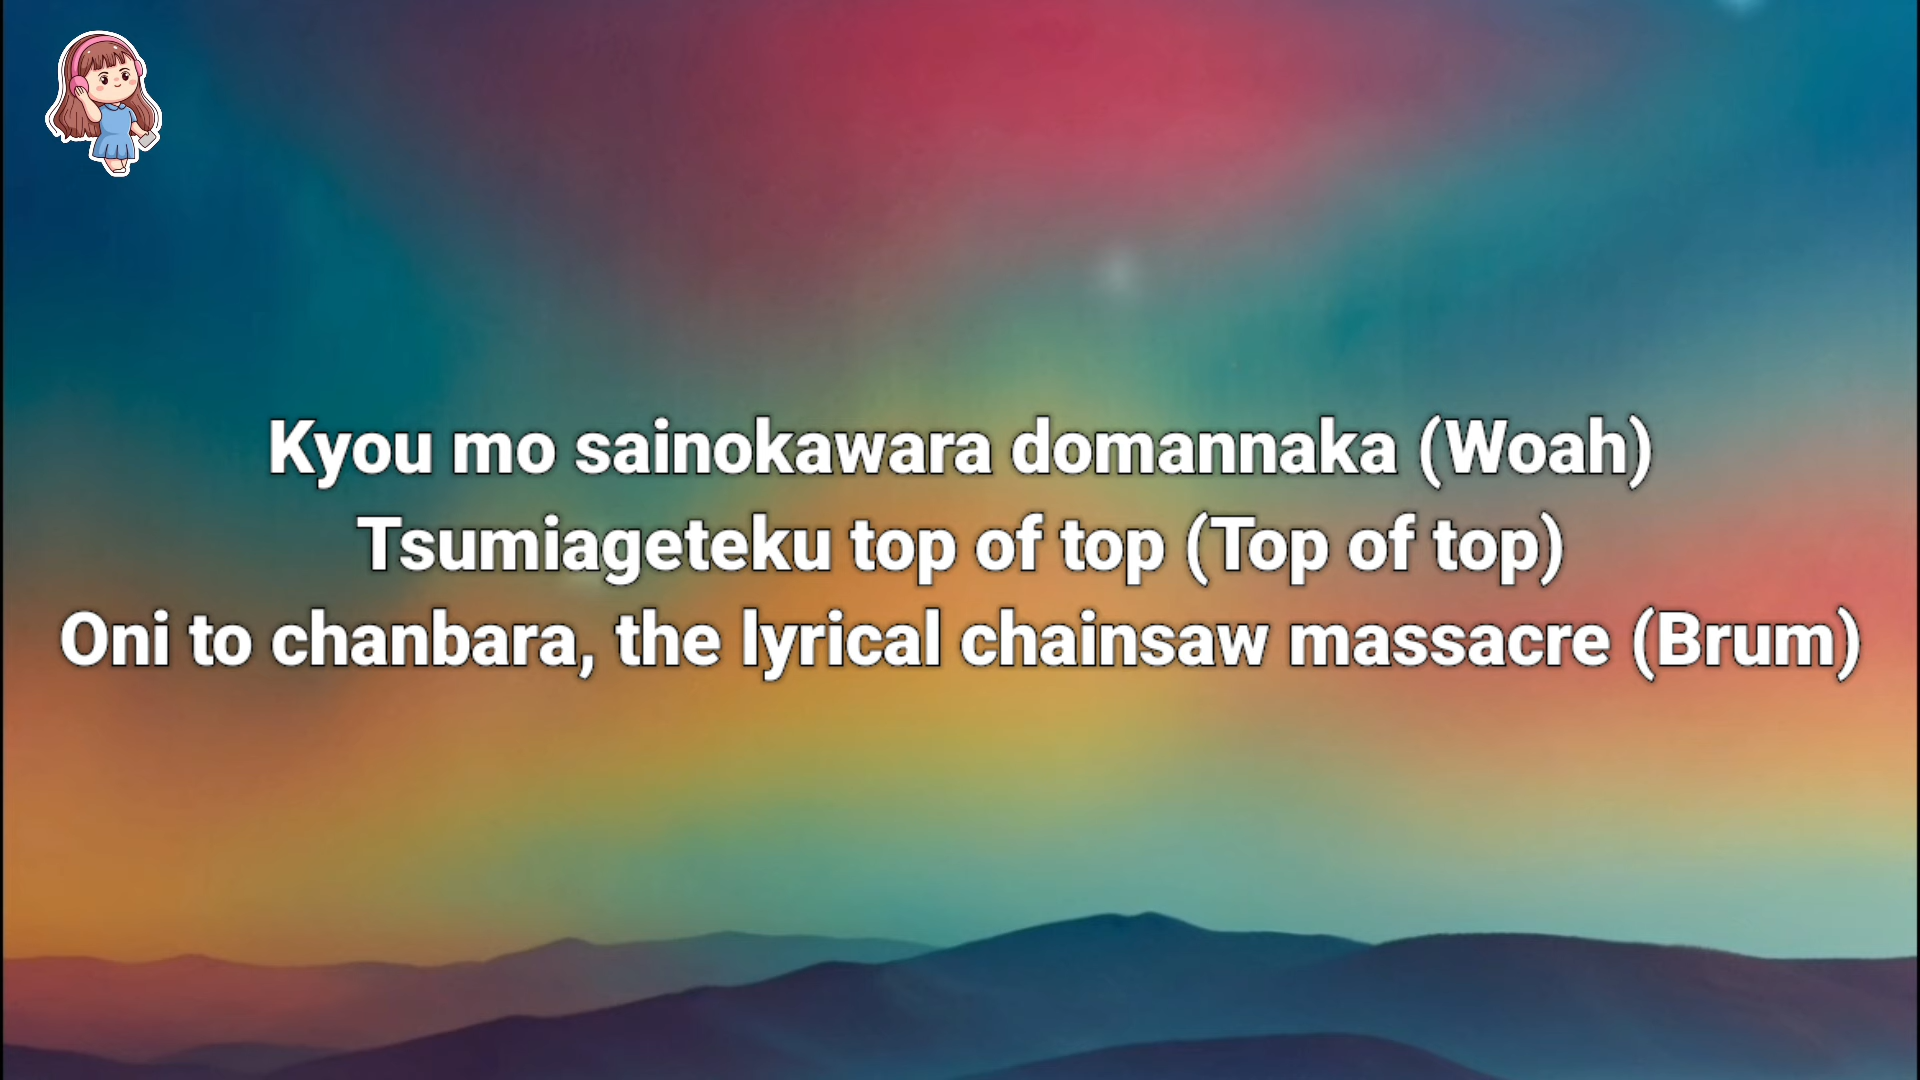 Kyou mo sainokawara domannaka (Woah)
Tsumiageteku top of top (Top of top)
Oni to chanbara, the lyrical chainsaw massacre (Brum)